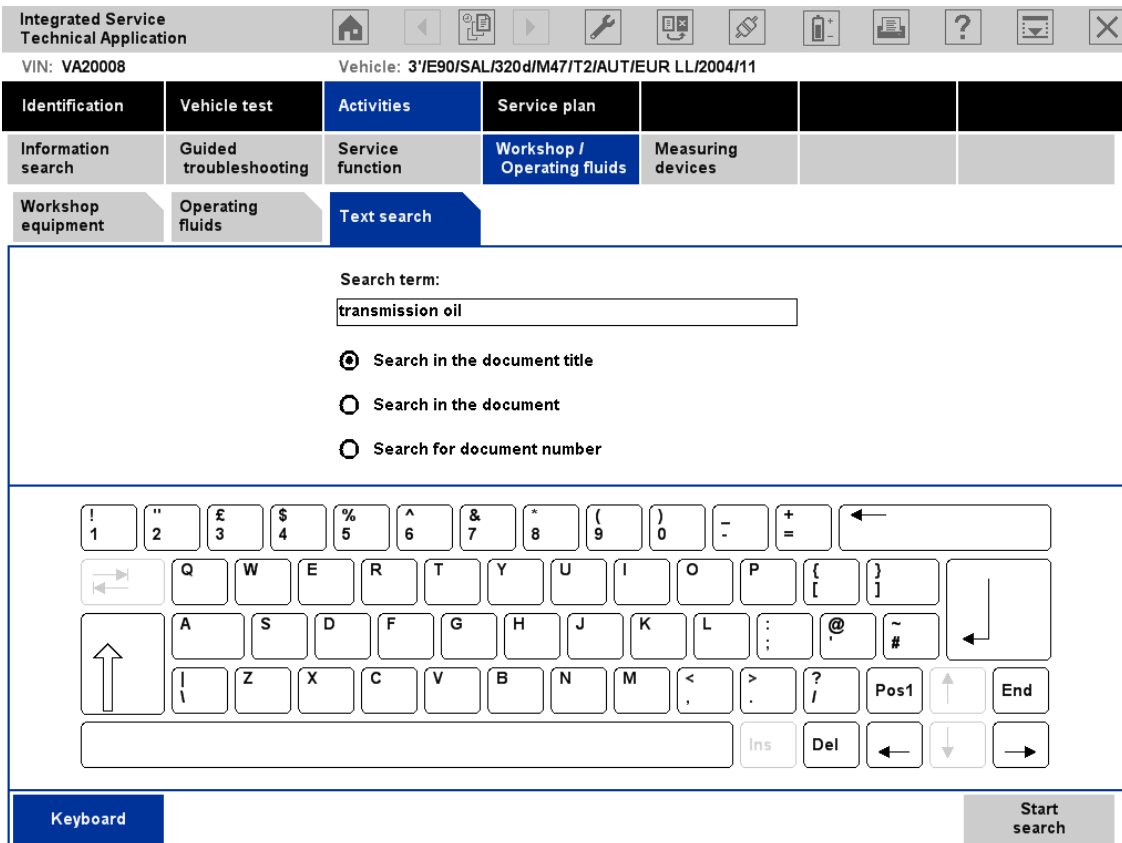 Integrated Service
Technical Application
VIN: VA20008
Vehicle: 3'/E90/SAL/320d/M47/T2/AUT/EUR LL/2004/11
Identification
Vehicle test
Activities
Service plan
Information
search
Guided
troubleshooting
Service
function
Workshop /
Operating fluids
Measuring
devices
Workshop
equipment
Operating
fluids
Text search
Search term:
transmission oil
Search in the document title
Search in the document
Search for document number
! " £ $ % ^ & * ( ) _ +
1 2 3 4 5 6 7 8 9 0 - =
Q W E R T Y U I O P { }
[ ]
A S D F G H J K L : @ ~
; ' #
| Z X C V B N M < > ?
\ , . / Pos1 End
Ins Del
Keyboard
Start
search